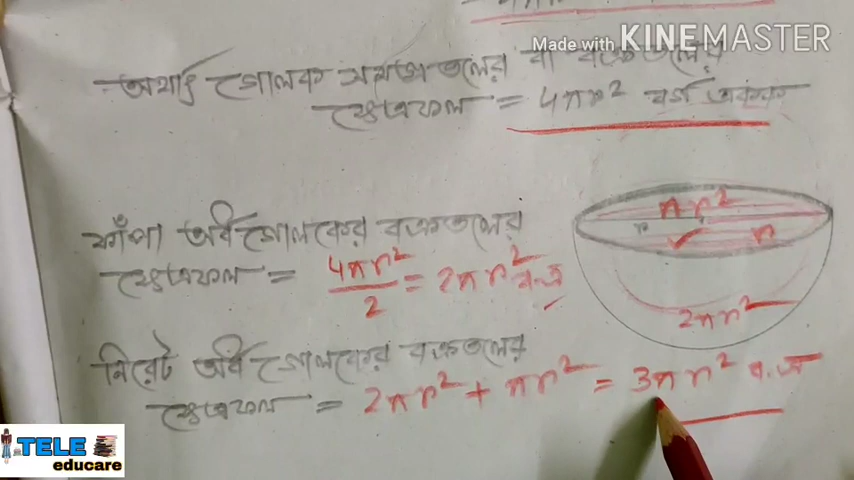 Made with KINEMASTER
অর্থাৎ গোলক সমগ্রতলের বা বক্রতলের
ক্ষেত্রফল = 4πr² বর্গ একক
ফাঁপা অর্ধগোলকের বক্রতলের
ক্ষেত্রফল = 4πr²/2 = 2πr² ব.এ
πr²
r
r
2πr²
নিরেট অর্ধগোলকের বক্রতলের
ক্ষেত্রফল = 2πr² + πr² = 3πr² ব.এ
TELE
educare